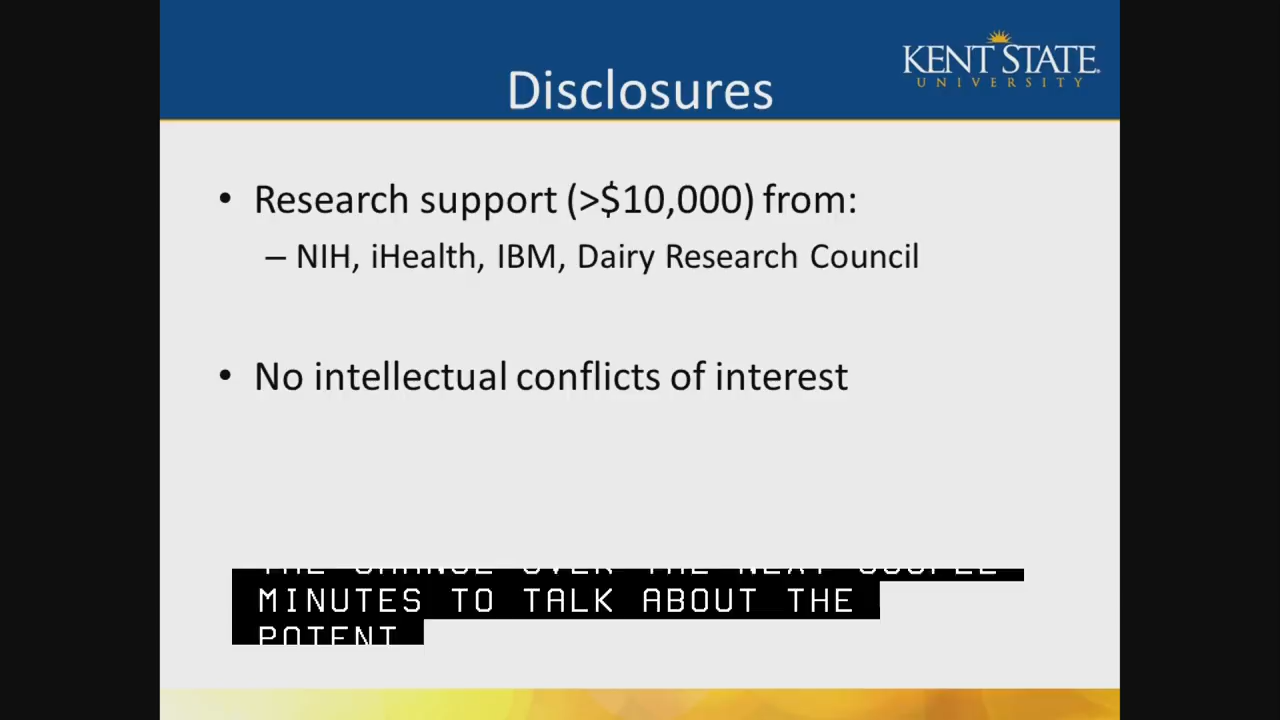 KENT STATE
UNIVERSITY
Disclosures
• Research support (>$10,000) from:
– NIH, iHealth, IBM, Dairy Research Council
• No intellectual conflicts of interest
THE CHANCE OVER THE NEXT COUPLE
MINUTES TO TALK ABOUT THE
POTENT